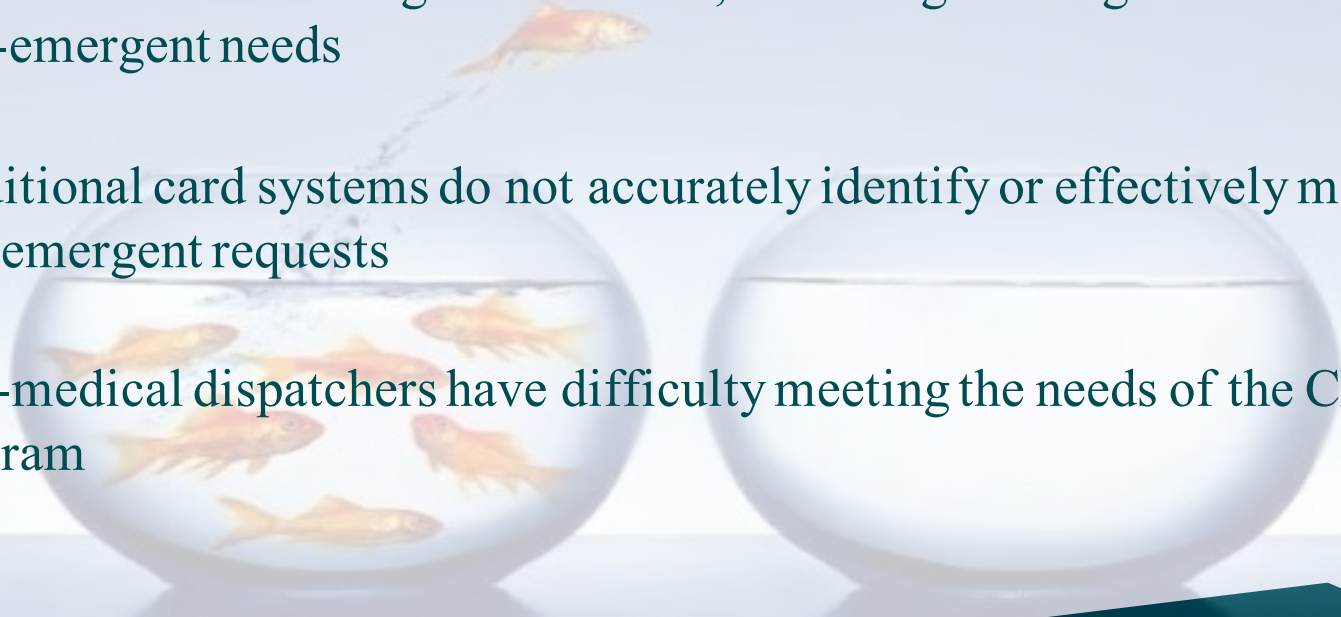 -emergent needs
itional card systems do not accurately identify or effectively m
emergent requests
-medical dispatchers have difficulty meeting the needs of the C
ram